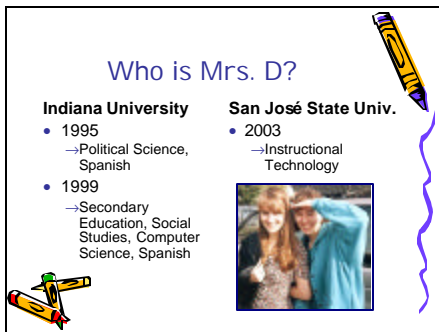 Who is Mrs. D?
Indiana University
• 1995
→Political Science,
Spanish
• 1999
→Secondary
Education, Social
Studies, Computer
Science, Spanish
San José State Univ.
• 2003
→Instructional
Technology